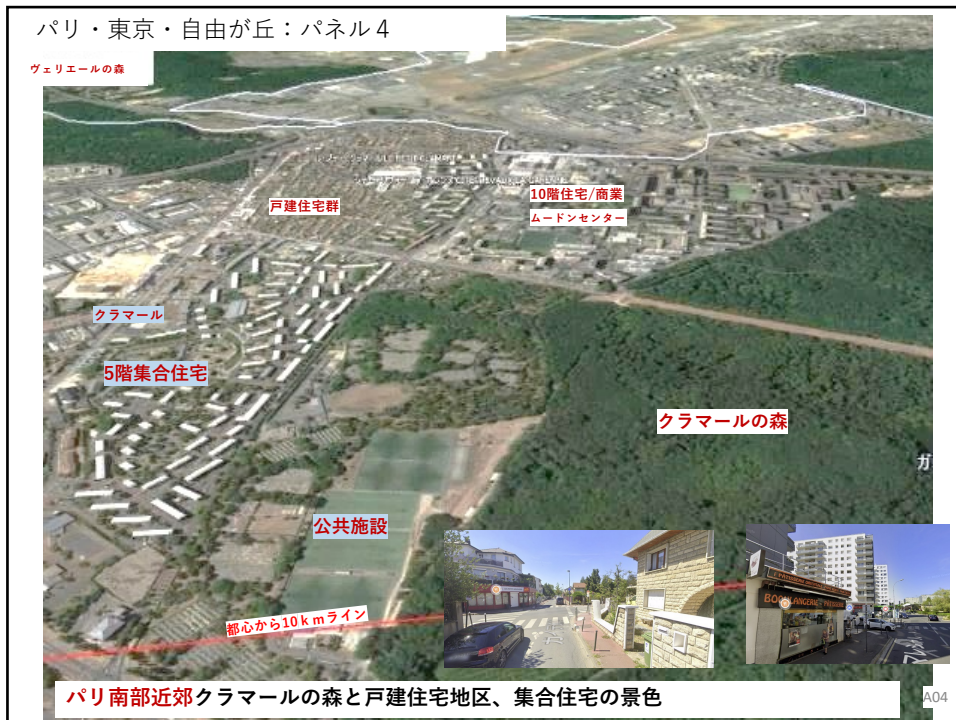 パリ・東京・自由が丘：パネル４
ヴェリエールの森
戸建住宅群
10階住宅/商業
ムードンセンター
クラマール
5階集合住宅
クラマールの森
ガ
公共施設
BOULANGERIE - PATISSERIE
都心から10ｋｍライン
パリ南部近郊クラマールの森と戸建住宅地区、集合住宅の景色
A04